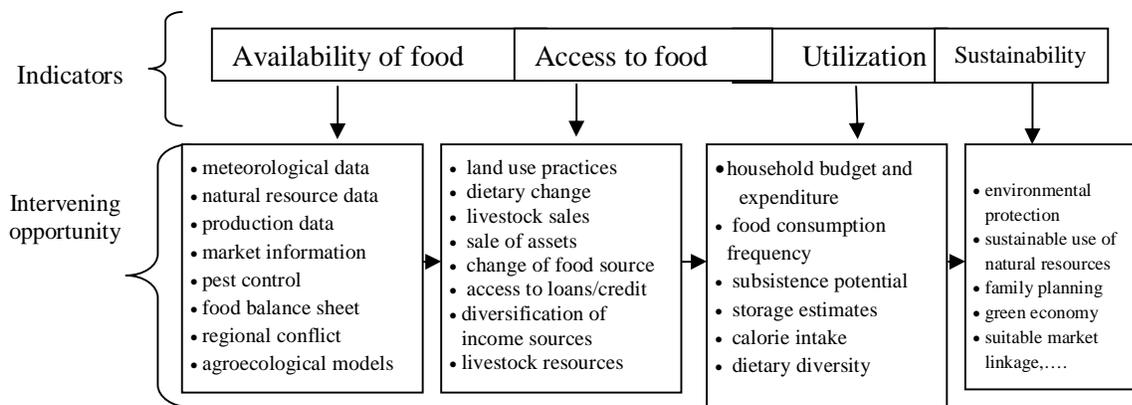 Indicators
Availability of food
Access to food
Utilization
Sustainability
Intervening
opportunity
• meteorological data
• natural resource data
• production data
• market information
• pest control
• food balance sheet
• regional conflict
• agroecological models
• land use practices
• dietary change
• livestock sales
• sale of assets
• change of food source
• access to loans/credit
• diversification of
income sources
• livestock resources
• household budget and
expenditure
• food consumption
frequency
• subsistence potential
• storage estimates
• calorie intake
• dietary diversity
• environmental
protection
• sustainable use of
natural resources
• family planning
• green economy
• suitable market
linkage,….